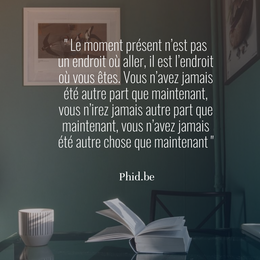 " Le moment présent n'est pas
un endroit où aller, il est l'endroit
où vous êtes. Vous n'avez jamais
été autre part que maintenant,
vous n'irez jamais autre part que
maintenant, vous n'avez jamais
été autre chose que maintenant "
Phid.be